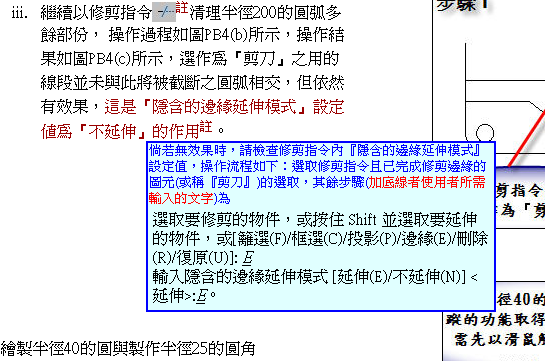 iii. 繼續以修剪指令 -/-- 註清理半徑200的圓弧多
餘部份，操作過程如圖PB4(b)所示，操作結
果如圖PB4(c)所示，選作為『剪刀』之用的
線段並未與此將被截斷之圓弧相交，但依然
有效果，這是『隱含的邊緣延伸模式』設定
值為『不延伸』的作用註。
倘若無效果時，請檢查修剪指令內『隱含的邊緣延伸模式』
設定值，操作流程如下：選取修剪指令且已完成修剪邊緣的
圖元(或稱『剪刀』)的選取，其餘步驟(加底線者使用者所需
輸入的文字)為
選取要修剪的物件，或按住 Shift 並選取要延伸
的物件，或[籬選(F)/框選(C)/投影(P)/邊緣(E)/刪除
(R)/復原(U)]: E
輸入隱含的邊緣延伸模式 [延伸(E)/不延伸(N)] <
延伸>:E。
繪製半徑40的圓與製作半徑25的圓角
步驟 1
剪指令
作為『剪
徑40的
蹤的功能取得
需先以滑鼠